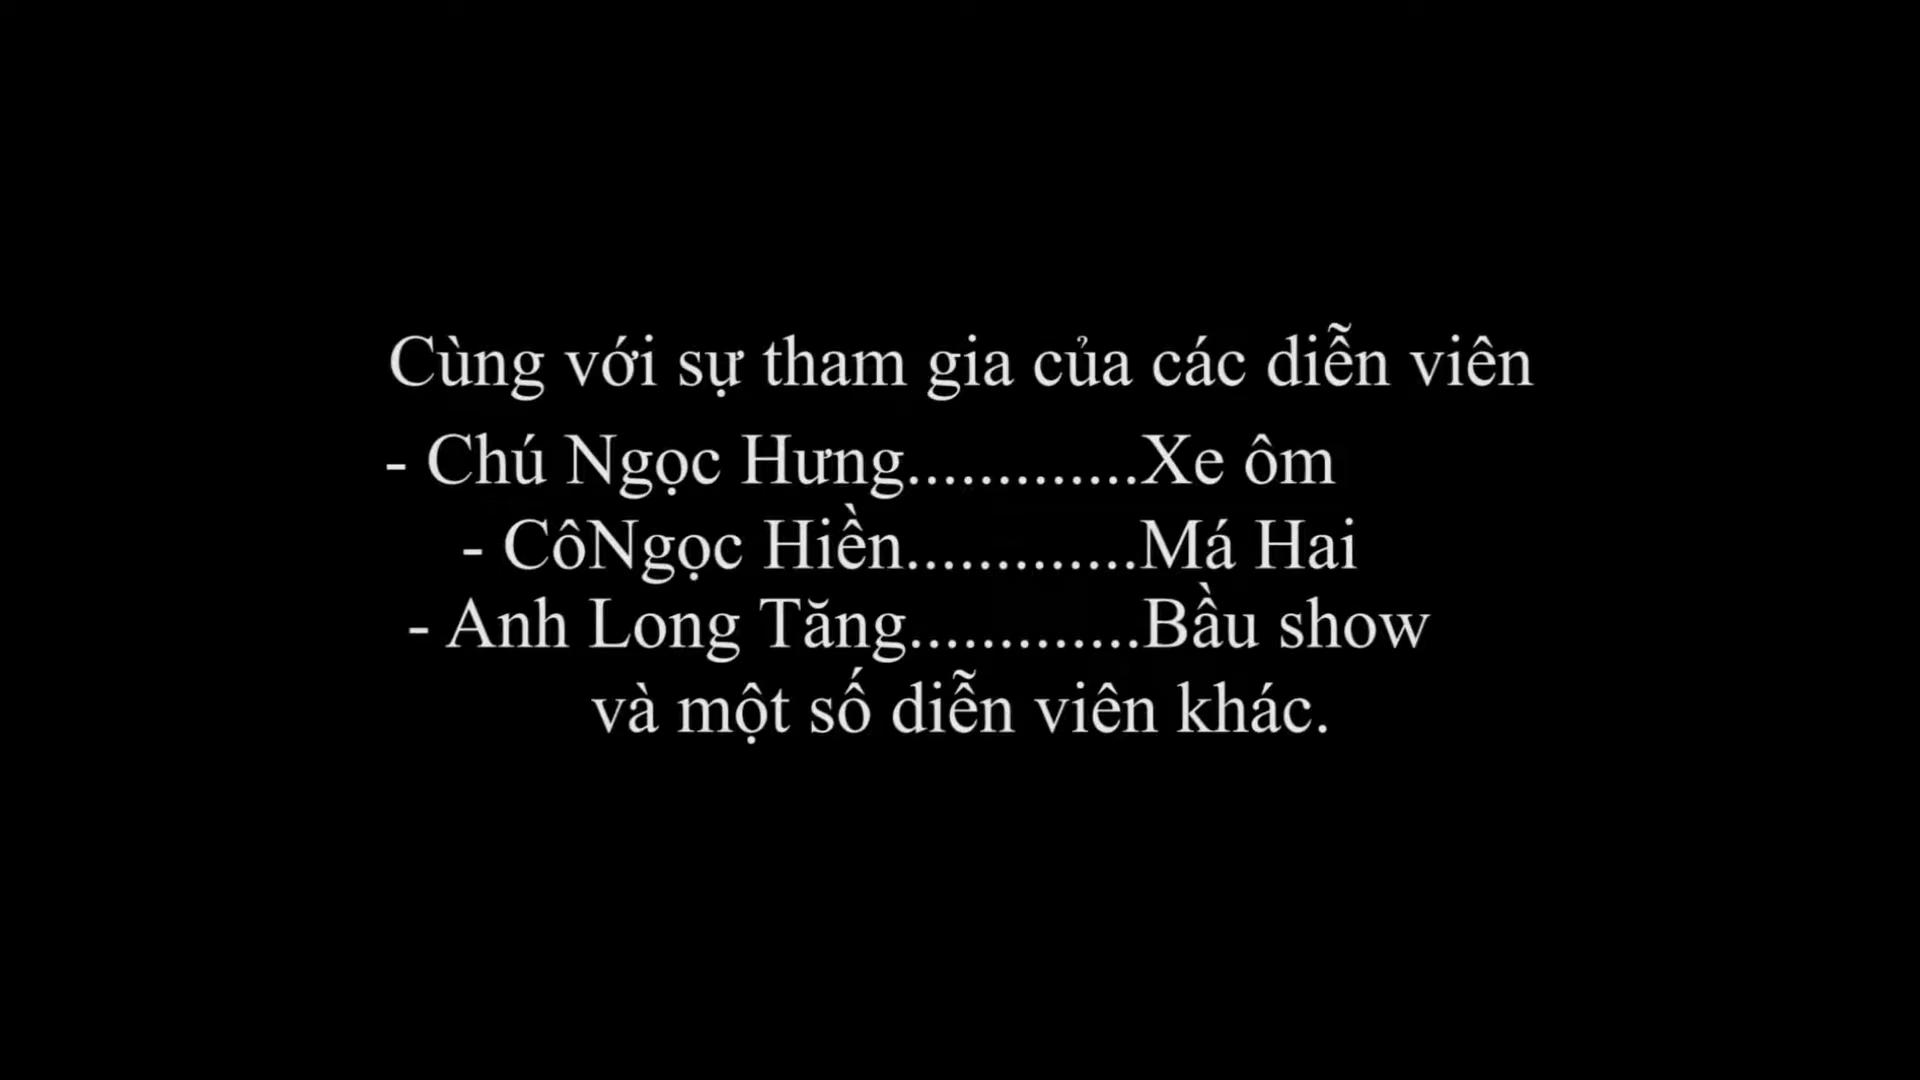 Cùng với sự tham gia của các diễn viên
- Chú Ngọc Hưng.............Xe ôm
- CôNgọc Hiền.............Má Hai
- Anh Long Tăng.............Bầu show
và một số diễn viên khác.